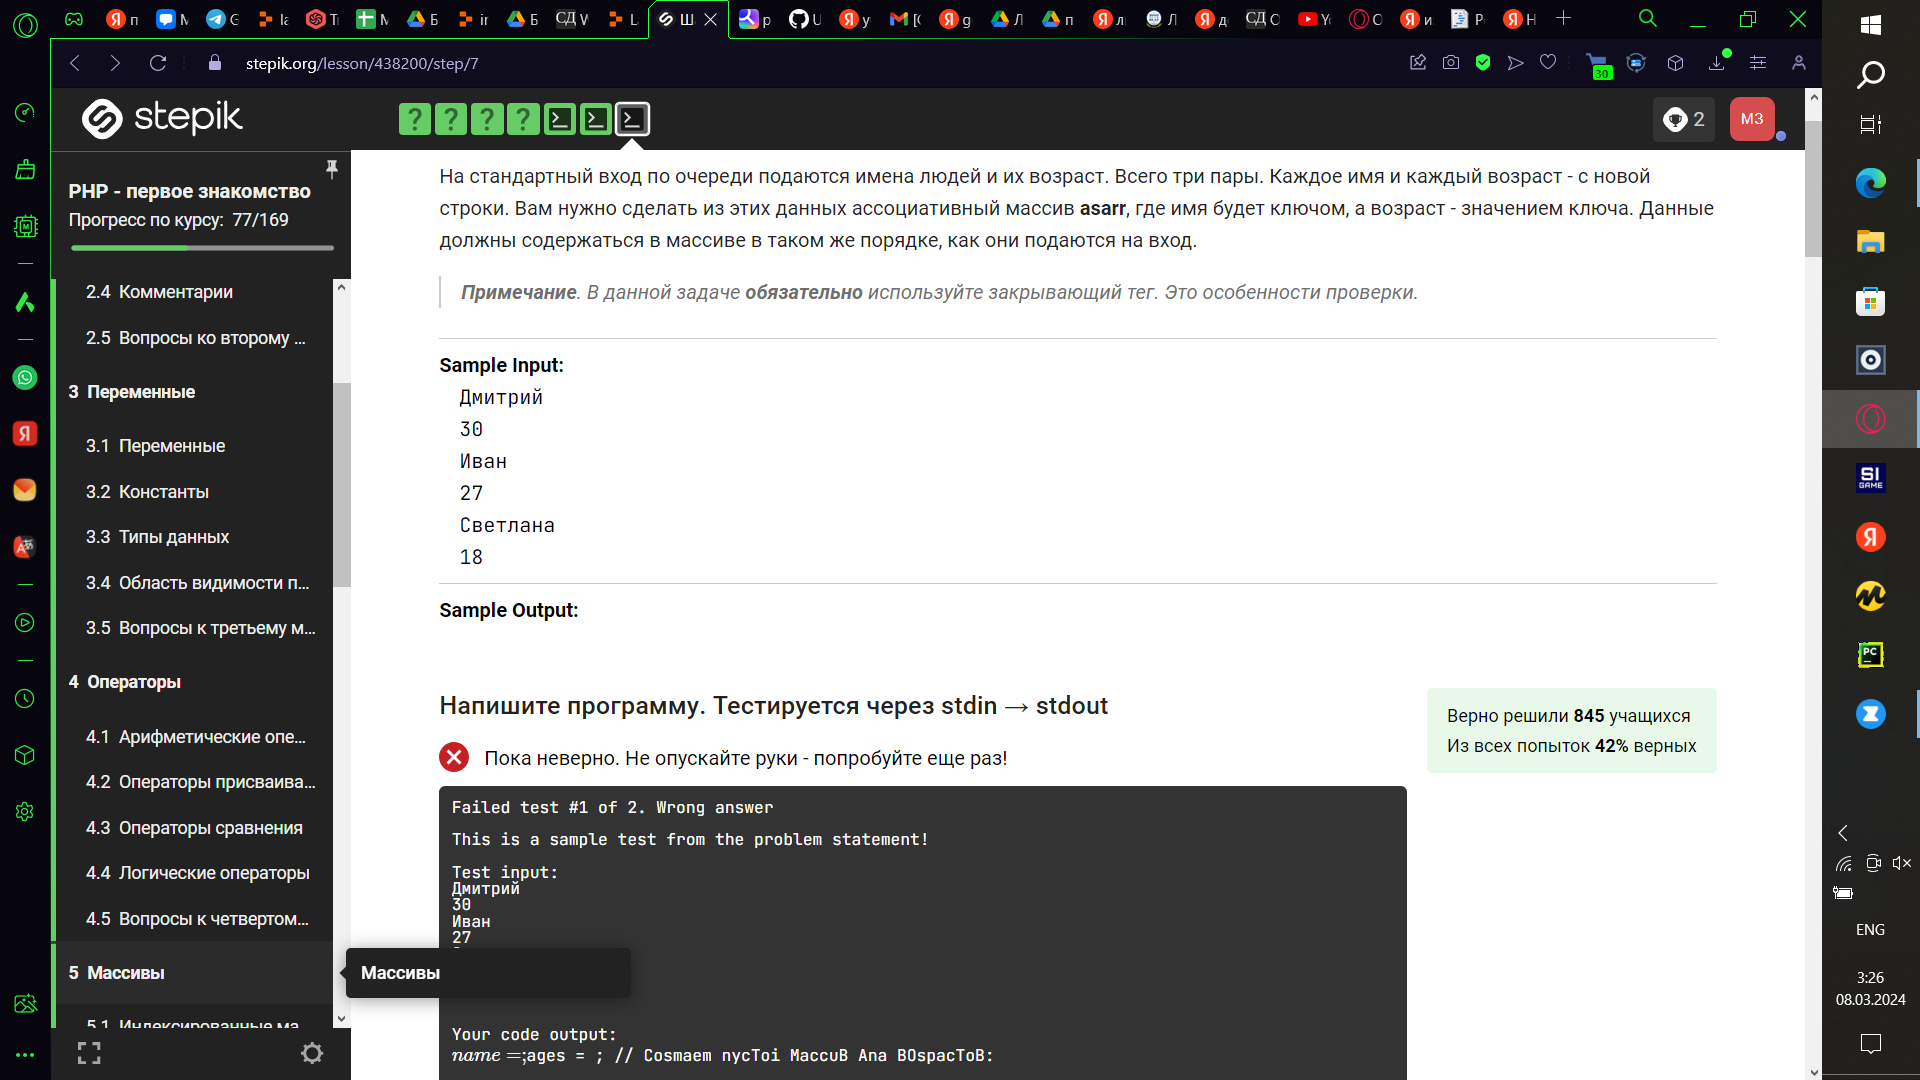 stepik.org/lesson/438200/step/7
30
stepik
2
МЗ
PHP - первое знакомство
Прогресс по курсу: 77/169
2.4 Комментарии
2.5 Вопросы ко второму ...
3 Переменные
3.1 Переменные
3.2 Константы
3.3 Типы данных
3.4 Область видимости п...
3.5 Вопросы к третьему м...
4 Операторы
4.1 Арифметические опе...
4.2 Операторы присваива...
4.3 Операторы сравнения
4.4 Логические операторы
4.5 Вопросы к четвертом...
5 Массивы
5.1 Индексированные ма...
Массивы
На стандартный вход по очереди подаются имена людей и их возраст. Всего три пары. Каждое имя и каждый возраст - с новой
строки. Вам нужно сделать из этих данных ассоциативный массив asarr, где имя будет ключом, а возраст - значением ключа. Данные
должны содержаться в массиве в таком же порядке, как они подаются на вход.
Примечание. В данной задаче обязательно используйте закрывающий тег. Это особенности проверки.
Sample Input:
Дмитрий
30
Иван
27
Светлана
18
Sample Output:
Напишите программу. Тестируется через stdin → stdout
Верно решили 845 учащихся
Из всех попыток 42% верных
Пока неверно. Не опускайте руки - попробуйте еще раз!
Failed test #1 of 2. Wrong answer
This is a sample test from the problem statement!
Test input:
Дмитрий
30
Иван
27
Your code output:
name =;ages = ; // Cosmaem nycToi MaccuB Ana BOspacToB:
SI GAME
PC
ENG
3:26
08.03.2024